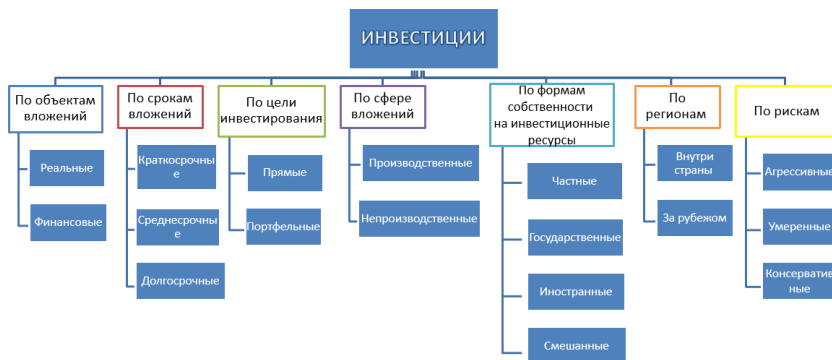 ИНВЕСТИЦИИ
По объектам
вложений
Реальные
Финансовые
По срокам
вложений
Краткосрочны
е
Среднесрочны
е
Долгосрочные
По цели
инвестирования
Прямые
Портфельные
По сфере
вложений
Производственные
Непроизводственные
По формам
собственности
на инвестиционные
ресурсы
Частные
Государственные
Иностранные
Смешанные
По
регионам
Внутри
страны
За рубежом
По рискам
Агрессивные
Умеренные
Консерватив
ные